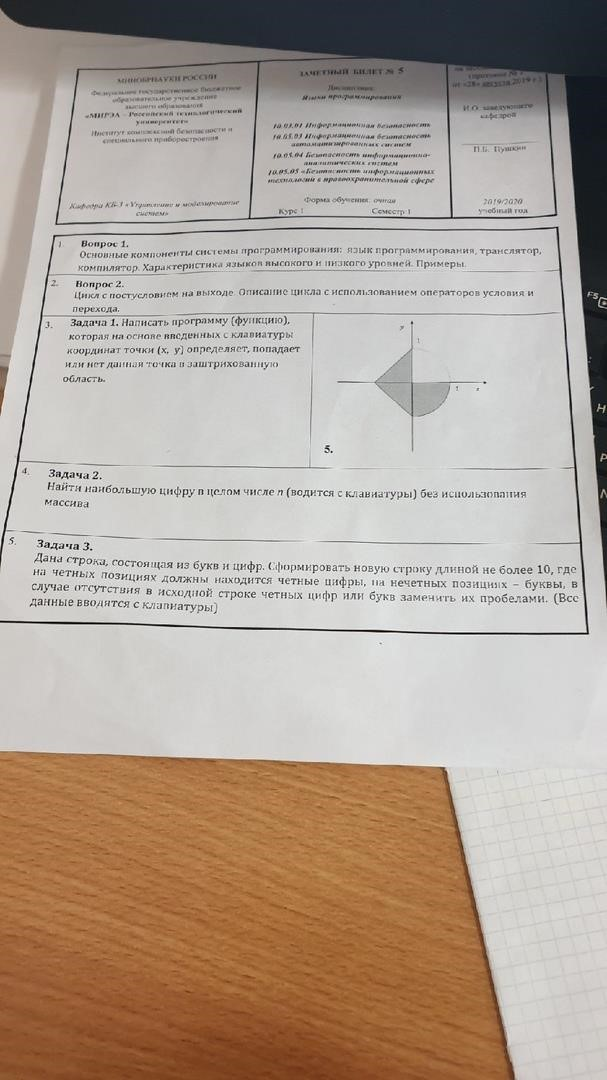 МИНОБРНАУКИ РОССИИ
Федеральное государственное бюджетное
образовательное учреждение
высшего образования
«МИРЭА – Российский технологический
университет»
Институт комплексной безопасности и
специального приборостроения
Кафедра КБ-3 «Управление и моделирование
систем»
ЗАЧЕТНЫЙ БИЛЕТ № 5
Дисциплина:
Языки программирования
10.03.01 Информационная безопасность
10.05.03 Информационная безопасность
автоматизированных систем
10.05.04 Безопасность информационно-
аналитических систем
10.05.05 «Безопасность информационных
технологий в правоохранительной сфере
Форма обучения: очная
Курс 1 Семестр 1
(протокол №
от «28» августа 2019 г.)
И.О. заведующего
кафедрой
П.Б. Пушкин
2019/2020
учебный год
1. Вопрос 1.
Основные компоненты системы программирования: язык программирования, транслятор,
компилятор. Характеристика языков высокого и низкого уровней. Примеры.
2. Вопрос 2.
Цикл с постусловием на выходе. Описание цикла с использованием операторов условия и
перехода.
3. Задача 1. Написать программу (функцию),
которая на основе введенных с клавиатуры
координат точки (x, y) определяет, попадает
или нет данная точка в заштрихованную
область.
y
1
1
x
5.
4. Задача 2.
Найти наибольшую цифру в целом числе n (водится с клавиатуры) без использования
массива
5. Задача 3.
Дана строка, состоящая из букв и цифр. Сформировать новую строку длиной не более 10, где
на четных позициях должны находится четные цифры, на нечетных позициях – буквы, в
случае отсутствия в исходной строке четных цифр или букв заменить их пробелами. (Все
данные вводятся с клавиатуры)
F5
H
P
N